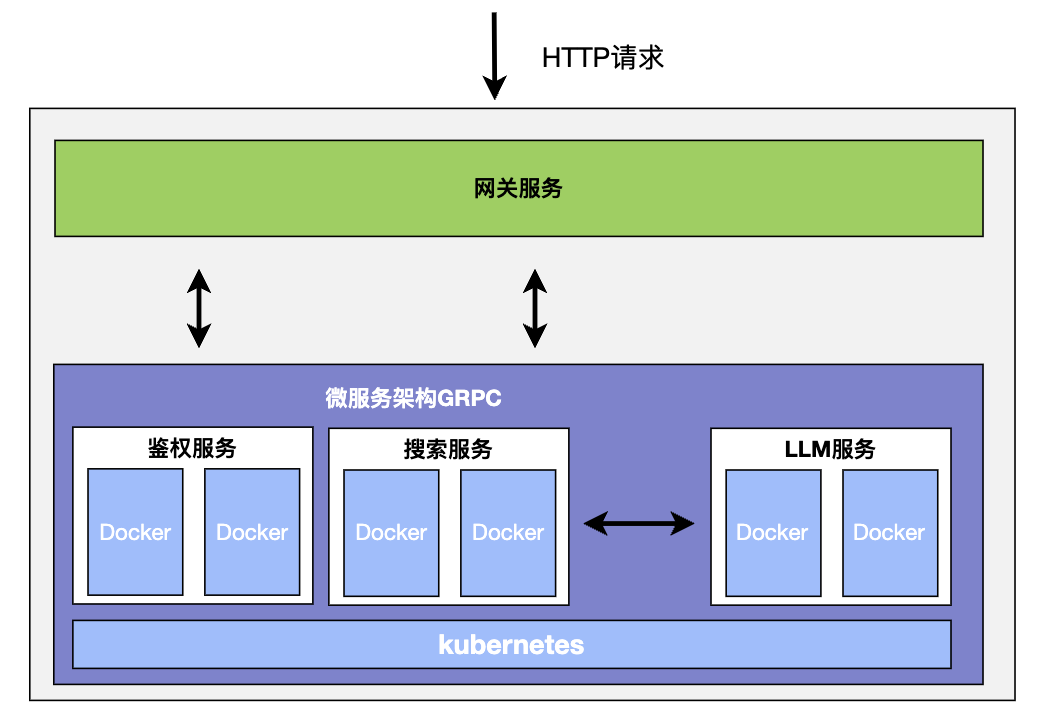 HTTP请求
网关服务
微服务架构GRPC
鉴权服务
搜索服务
LLM服务
Docker
Docker
Docker
Docker
Docker
Docker
kubernetes